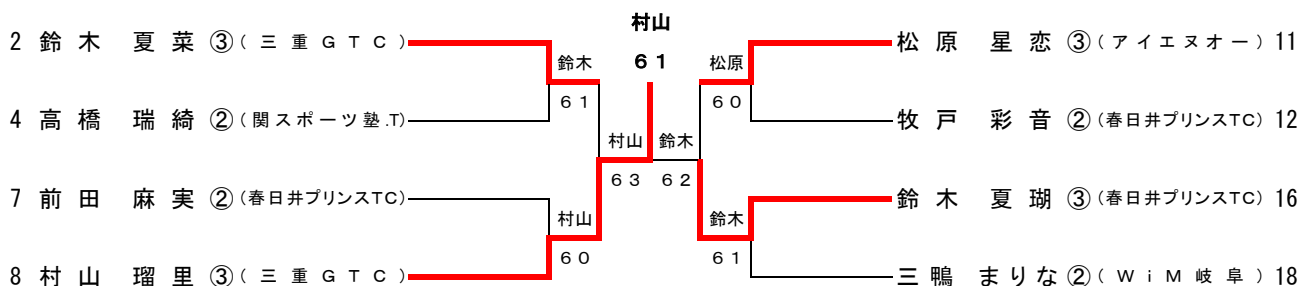 村山
2 鈴木 夏菜 ③(三重GTC)
松原 星恋 ③(アイエヌオー) 11
鈴木
６１
松原
６１
６０
4 高橋 瑞綺 ②(関スポーツ塾.T)
牧戸 彩音 ②(春日井プリンスTC) 12
村山
鈴木
６３
６２
7 前田 麻実 ②(春日井プリンスTC)
鈴木 夏瑚 ③(春日井プリンスTC) 16
村山
鈴木
６０
６１
8 村山 瑠里 ③(三重GTC)
三鴨 まりな ②(WiM岐阜) 18